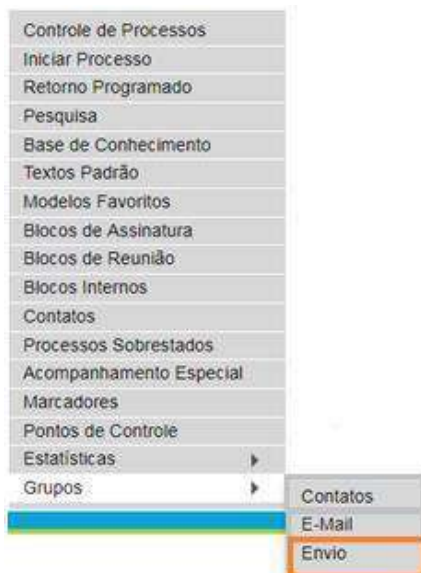 Controle de Processos
Iniciar Processo
Retorno Programado
Pesquisa
Base de Conhecimento
Textos Padrão
Modelos Favoritos
Blocos de Assinatura
Blocos de Reunião
Blocos Internos
Contatos
Processos Sobrestados
Acompanhamento Especial
Marcadores
Pontos de Controle
Estatísticas
Grupos
Contatos
E-Mail
Envio